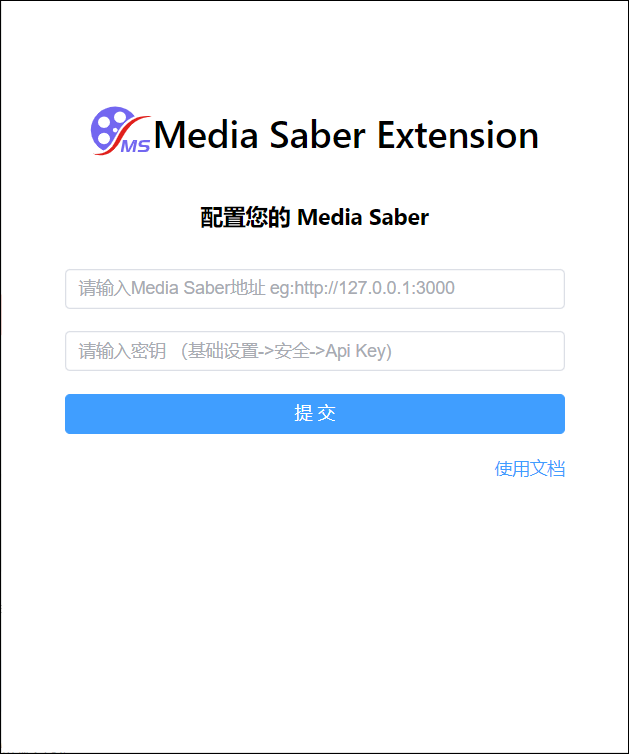 MS
Media Saber Extension
配置您的 Media Saber
请输入Media Saber地址 eg:http://127.0.0.1:3000
请输入密钥 （基础设置->安全->Api Key)
提 交
使用文档